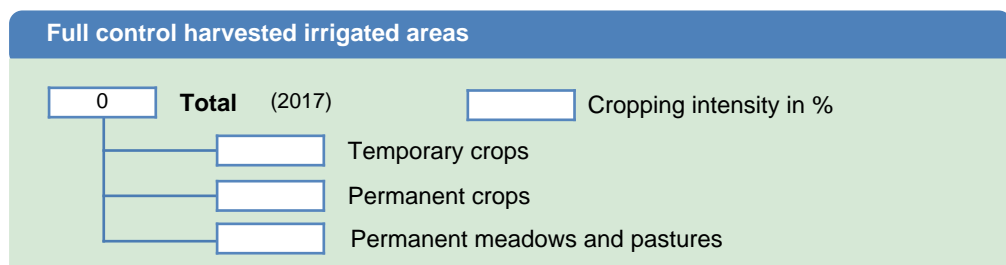 Full control harvested irrigated areas
0 Total (2017) Cropping intensity in %
Temporary crops
Permanent crops
Permanent meadows and pastures